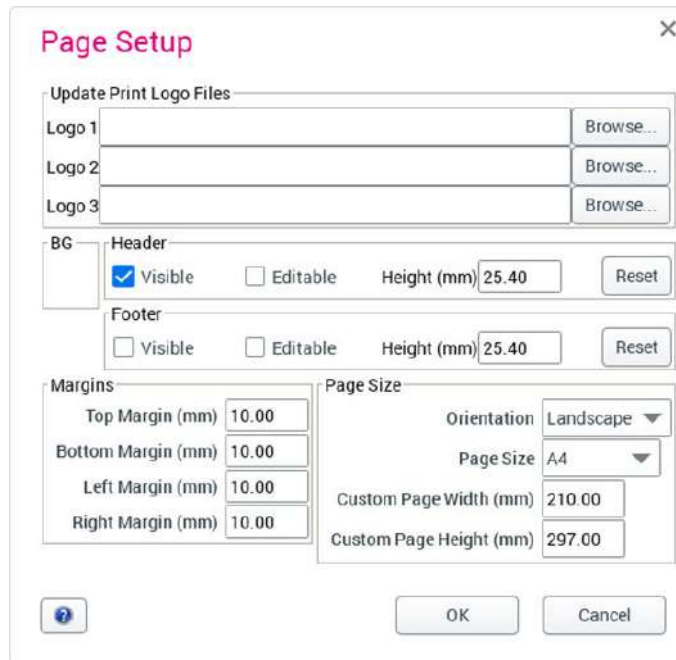 Page Setup
Update Print Logo Files
Logo 1 Browse...
Logo 2 Browse...
Logo 3 Browse...
BG Header
Visible Editable Height (mm) 25.40 Reset
Footer
Visible Editable Height (mm) 25.40 Reset
Margins
Top Margin (mm) 10.00
Bottom Margin (mm) 10.00
Left Margin (mm) 10.00
Right Margin (mm) 10.00
Page Size
Orientation Landscape
Page Size A4
Custom Page Width (mm) 210.00
Custom Page Height (mm) 297.00
? OK Cancel